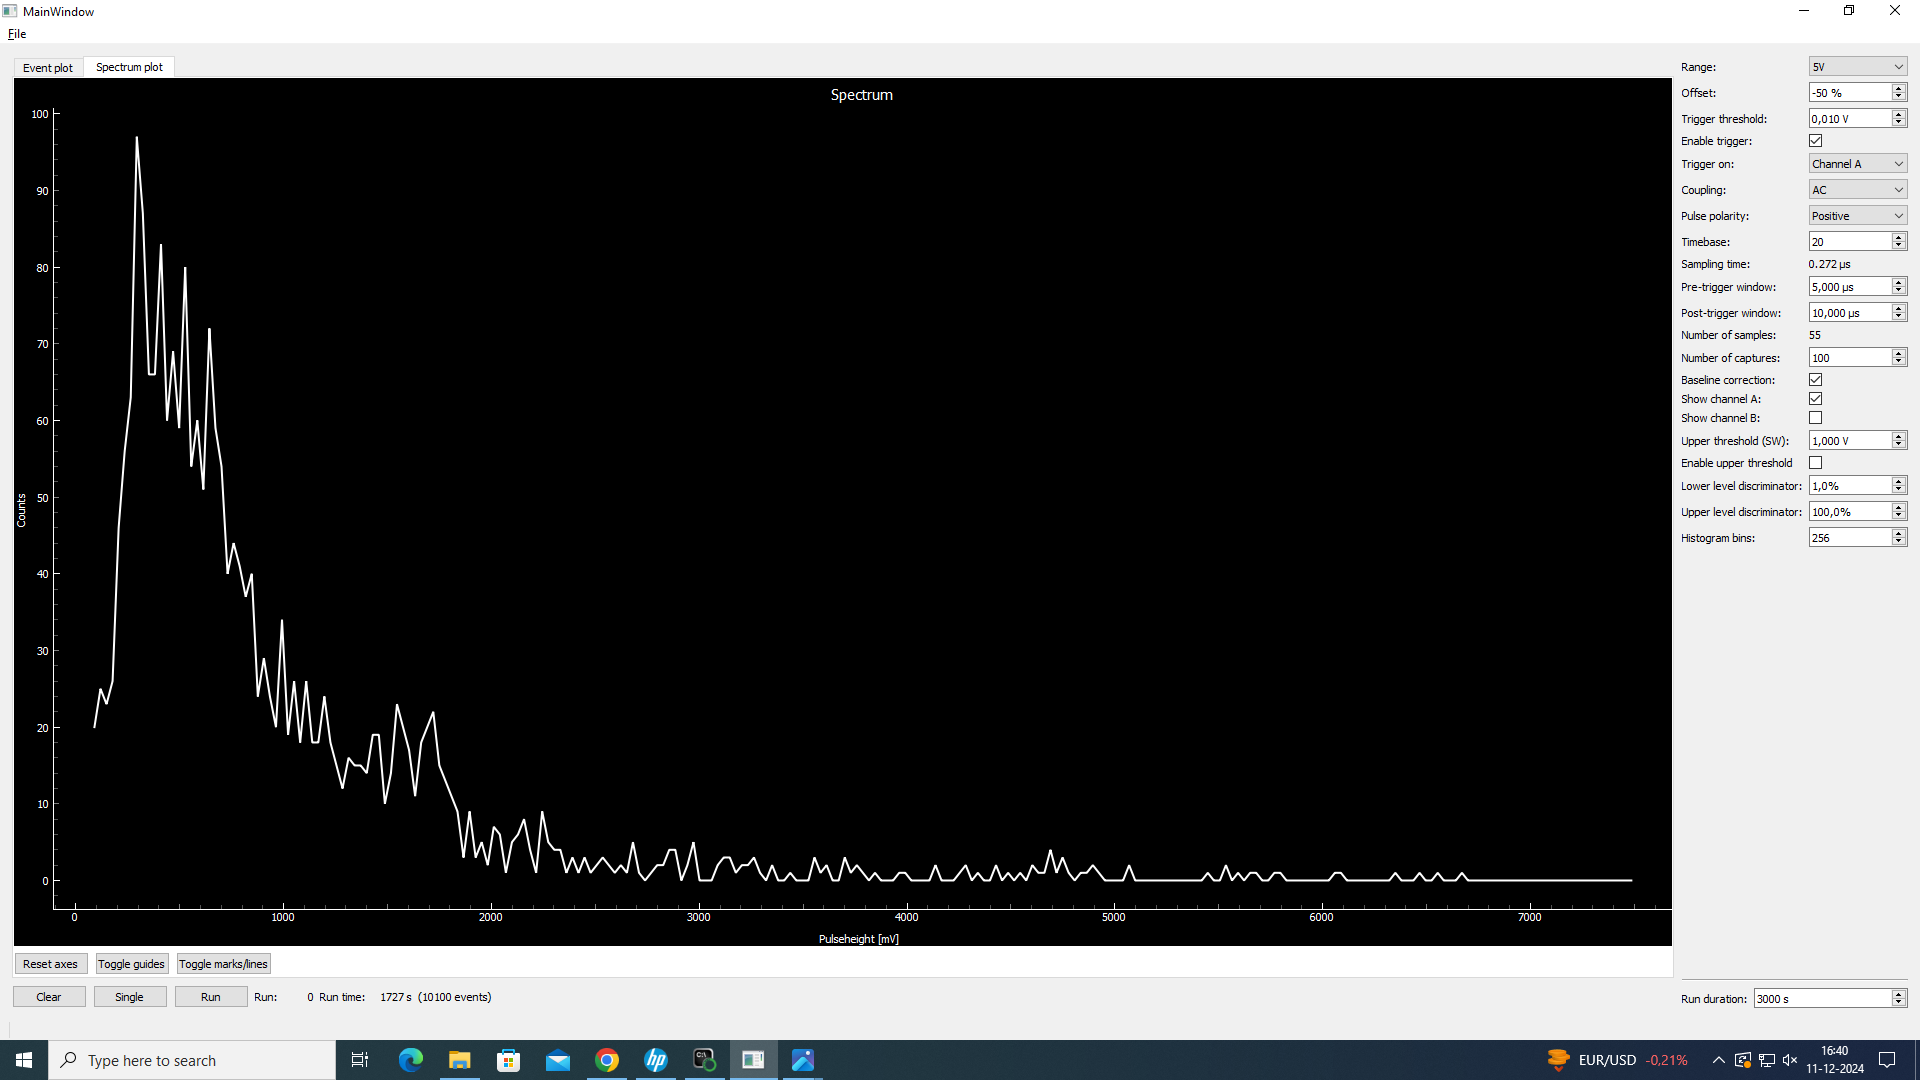 MainWindow
File
Event plot
Spectrum plot
Spectrum
100
90
80
70
60
50
40
30
20
10
0
Counts
0
1000
2000
3000
4000
5000
6000
7000
Pulseheight [mV]
Range: 5V
Offset: -50 %
Trigger threshold: 0,010 V
Enable trigger:
Trigger on: Channel A
Coupling: AC
Pulse polarity: Positive
Timebase: 20
Sampling time: 0.272 µs
Pre-trigger window: 5,000 µs
Post-trigger window: 10,000 µs
Number of samples: 55
Number of captures: 100
Baseline correction:
Show channel A:
Show channel B:
Upper threshold (SW): 1,000 V
Enable upper threshold
Lower level discriminator: 1,0%
Upper level discriminator: 100,0%
Histogram bins: 256
Reset axes Toggle guides Toggle marks/lines
Clear Single Run Run: 0 Run time: 1727 s (10100 events)
Run duration: 3000 s
Type here to search
hp
C:\
EUR/USD -0,21%
16:40
11-12-2024